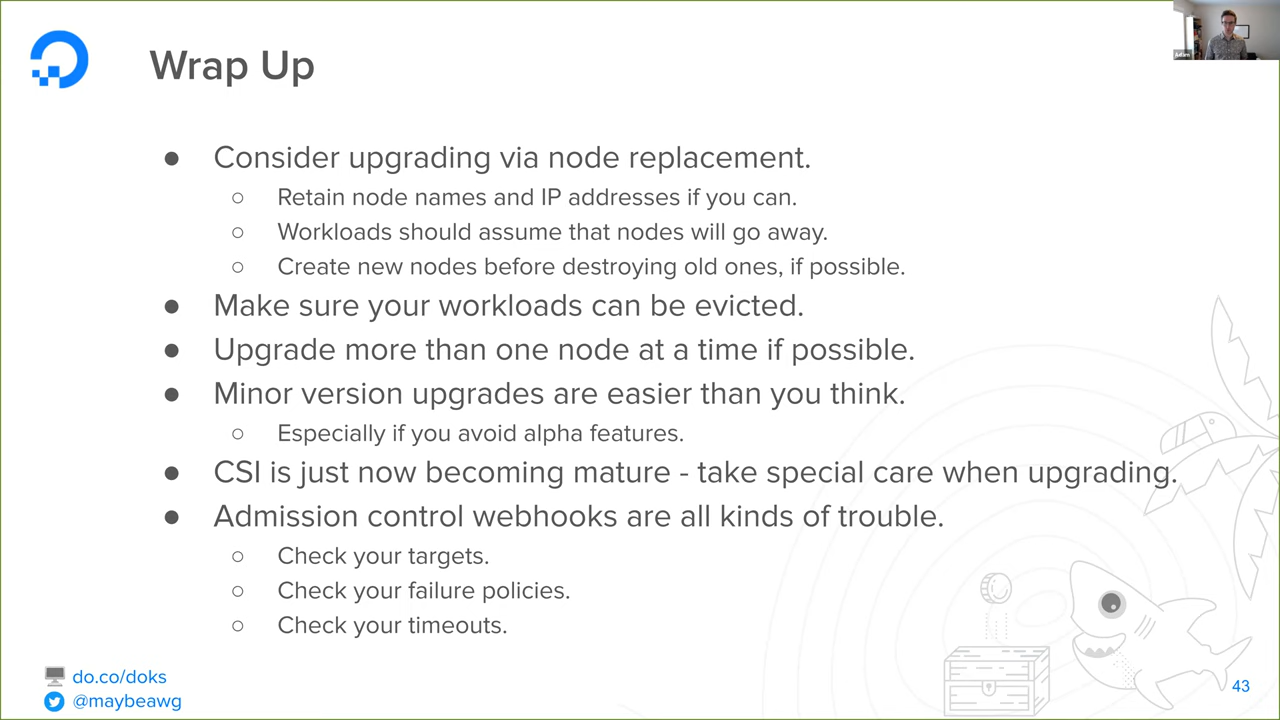 Wrap Up
Adam
● Consider upgrading via node replacement.
○ Retain node names and IP addresses if you can.
○ Workloads should assume that nodes will go away.
○ Create new nodes before destroying old ones, if possible.
● Make sure your workloads can be evicted.
● Upgrade more than one node at a time if possible.
● Minor version upgrades are easier than you think.
○ Especially if you avoid alpha features.
● CSI is just now becoming mature - take special care when upgrading.
● Admission control webhooks are all kinds of trouble.
○ Check your targets.
○ Check your failure policies.
○ Check your timeouts.
do.co/doks
@maybeawg
43